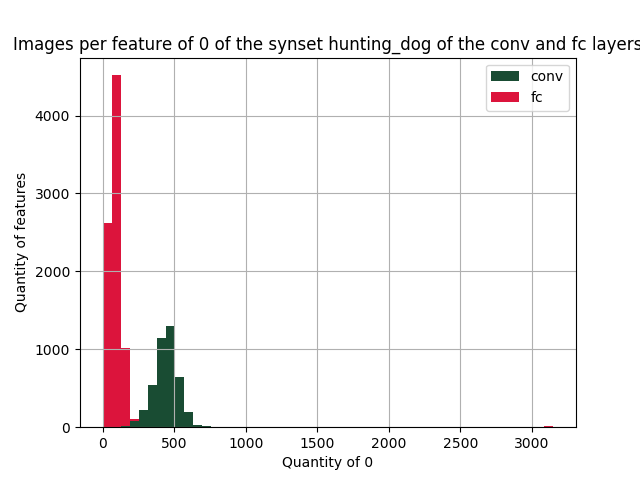 Images per feature of 0 of the synset hunting_dog of the conv and fc layers
conv
fc
Quantity of features
4000
3000
2000
1000
0
0 500 1000 1500 2000 2500 3000
Quantity of 0